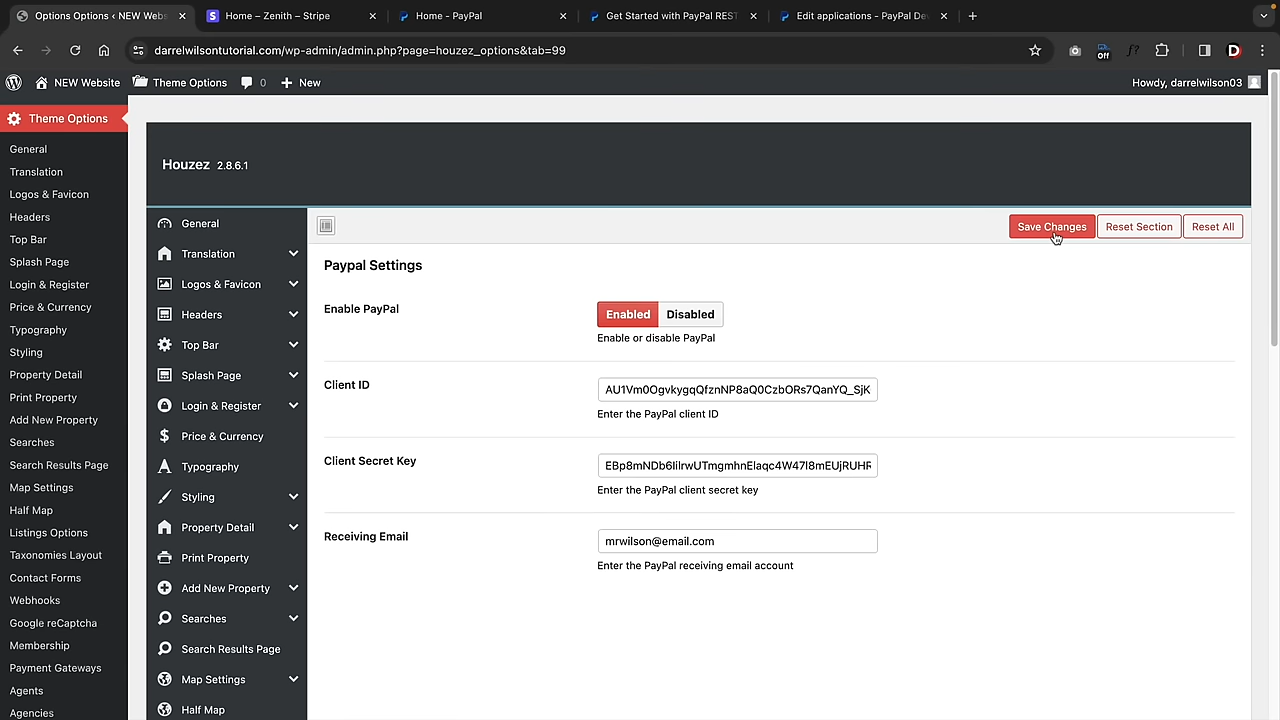 Options Options ‹ NEW Webs
Home – Zenith – Stripe
Home - PayPal
Get Started with PayPal REST
Edit applications - PayPal De
darrelwilsontutorial.com/wp-admin/admin.php?page=houzez_options&tab=99
Off
f?
D
NEW Website
Theme Options
0
New
Howdy, darrelwilson03
Theme Options
General
Translation
Logos & Favicon
Headers
Top Bar
Splash Page
Login & Register
Price & Currency
Typography
Styling
Property Detail
Print Property
Add New Property
Searches
Search Results Page
Map Settings
Half Map
Listings Options
Taxonomies Layout
Contact Forms
Webhooks
Google reCaptcha
Membership
Payment Gateways
Agents
Agencies
Houzez 2.8.6.1
General
Translation
Logos & Favicon
Headers
Top Bar
Splash Page
Login & Register
Price & Currency
Typography
Styling
Property Detail
Print Property
Add New Property
Searches
Search Results Page
Map Settings
Half Map
Save Changes
Reset Section
Reset All
Paypal Settings
Enable PayPal
Enabled
Disabled
Enable or disable PayPal
Client ID
Enter the PayPal client ID
Client Secret Key
Enter the PayPal client secret key
Receiving Email
mrwilson@email.com
Enter the PayPal receiving email account